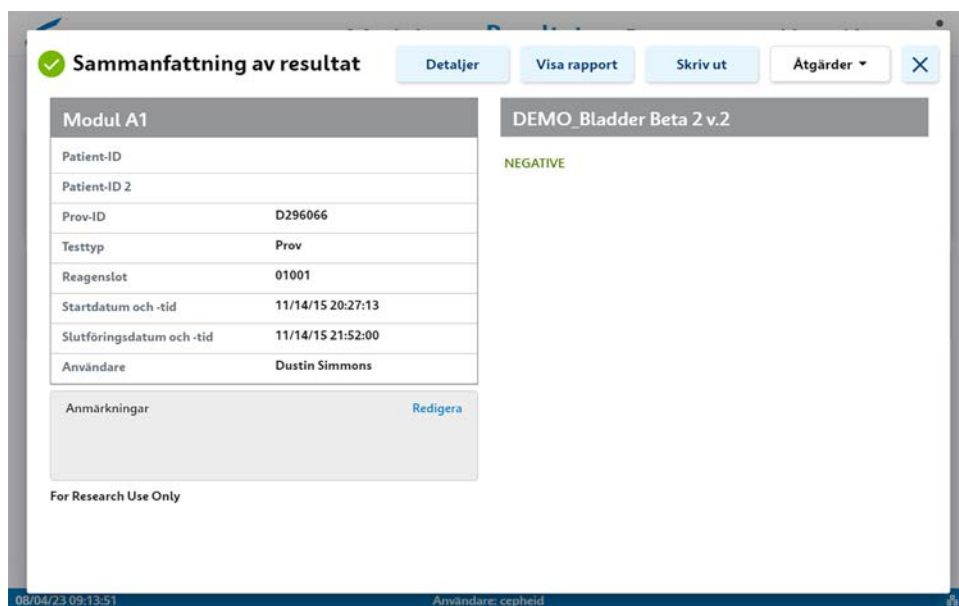 Sammanfattning av resultat
Detaljer
Visa rapport
Skriv ut
Åtgärder
Modul A1
Patient-ID
Patient-ID 2
Prov-ID D296066
Testtyp Prov
Reagenslot 01001
Startdatum och -tid 11/14/15 20:27:13
Slutföringsdatum och -tid 11/14/15 21:52:00
Användare Dustin Simmons
Anmärkningar Redigera
For Research Use Only
DEMO_Bladder Beta 2 v.2
NEGATIVE
08/04/23 09:13:51 Användare: cepheid